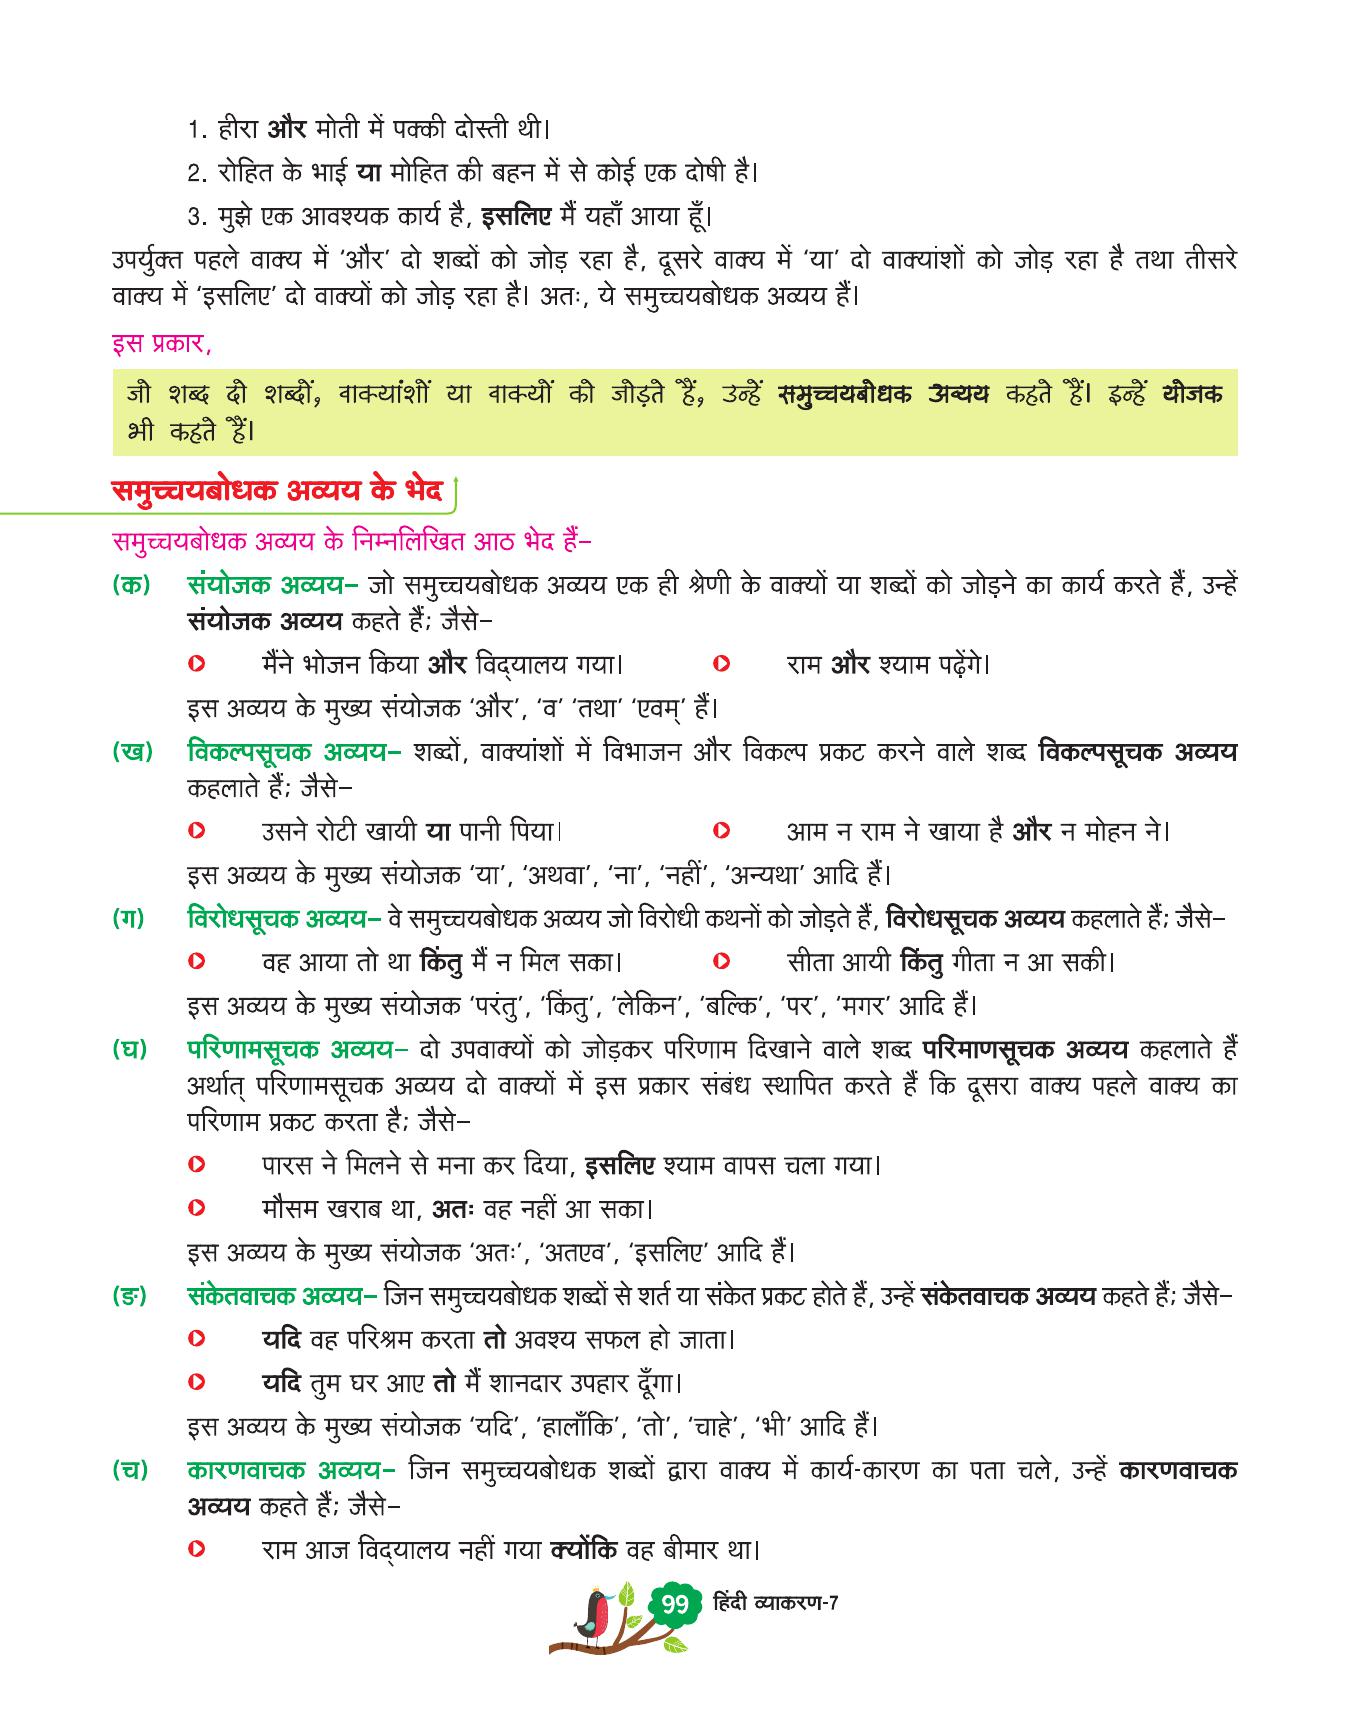 1. हीरा और मोती में पक्की दोस्ती थी।
2. रोहित के भाई या मोहित की बहन में से कोई एक दोषी है।
3. मुझे एक आवश्यक कार्य है, इसलिए मैं यहाँ आया हूँ।
उपर्युक्त पहले वाक्य में ‘और’ दो शब्दों को जोड़ रहा है, दूसरे वाक्य में ‘या’ दो वाक्यांशों को जोड़ रहा है तथा तीसरे
वाक्य में ‘इसलिए’ दो वाक्यों को जोड़ रहा है। अतः, ये समुच्चयबोधक अव्यय हैं।
इस प्रकार,
जो शब्द दो शब्दों, वाक्यांशों या वाक्यों को जोड़ते हैं, उन्हें समुच्चयबोधक अव्यय कहते हैं। इन्हें योजक
भी कहते हैं।
समुच्चयबोधक अव्यय के भेद
समुच्चयबोधक अव्यय के निम्नलिखित आठ भेद हैं–
(क) संयोजक अव्यय– जो समुच्चयबोधक अव्यय एक ही श्रेणी के वाक्यों या शब्दों को जोड़ने का कार्य करते हैं, उन्हें
संयोजक अव्यय कहते हैं; जैसे–
मैंने भोजन किया और विद्‌यालय गया। राम और श्याम पढ़ेंगे।
इस अव्यय के मुख्य संयोजक ‘और’, ‘व’ ‘तथा’ ‘एवम्’ हैं।
(ख) विकल्पसूचक अव्यय– शब्दों, वाक्यांशों में विभाजन और विकल्प प्रकट करने वाले शब्द विकल्पसूचक अव्यय
कहलाते हैं; जैसे–
उसने रोटी खायी या पानी पिया। आम न राम ने खाया है और न मोहन ने।
इस अव्यय के मुख्य संयोजक ‘या’, ‘अथवा’, ‘ना’, ‘नहीं’, ‘अन्यथा’ आदि हैं।
(ग) विरोधसूचक अव्यय– वे समुच्चयबोधक अव्यय जो विरोधी कथनों को जोड़ते हैं, विरोधसूचक अव्यय कहलाते हैं; जैसे–
वह आया तो था किंतु मैं न मिल सका। सीता आयी किंतु गीता न आ सकी।
इस अव्यय के मुख्य संयोजक ‘परंतु’, ‘किंतु’, ‘लेकिन’, ‘बल्कि’, ‘पर’, ‘मगर’ आदि हैं।
(घ) परिणामसूचक अव्यय– दो उपवाक्यों को जोड़कर परिणाम दिखाने वाले शब्द परिमाणसूचक अव्यय कहलाते हैं
अर्थात् परिणामसूचक अव्यय दो वाक्यों में इस प्रकार संबंध स्थापित करते हैं कि दूसरा वाक्य पहले वाक्य का
परिणाम प्रकट करता है; जैसे–
पारस ने मिलने से मना कर दिया, इसलिए श्याम वापस चला गया।
मौसम खराब था, अतः वह नहीं आ सका।
इस अव्यय के मुख्य संयोजक ‘अतः’, ‘अतएव’, ‘इसलिए’ आदि हैं।
(ङ) संकेतवाचक अव्यय– जिन समुच्चयबोधक शब्दों से शर्त या संकेत प्रकट होते हैं, उन्हें संकेतवाचक अव्यय कहते हैं; जैसे–
यदि वह परिश्रम करता तो अवश्य सफल हो जाता।
यदि तुम घर आए तो मैं शानदार उपहार दूँगा।
इस अव्यय के मुख्य संयोजक ‘यदि’, ‘हालाँकि’, ‘तो’, ‘चाहे’, ‘भी’ आदि हैं।
(च) कारणवाचक अव्यय– जिन समुच्चयबोधक शब्दों द्वारा वाक्य में कार्य-कारण का पता चले, उन्हें कारणवाचक
अव्यय कहते हैं; जैसे–
राम आज विद्‌यालय नहीं गया क्योंकि वह बीमार था।
99 हिंदी व्याकरण-7